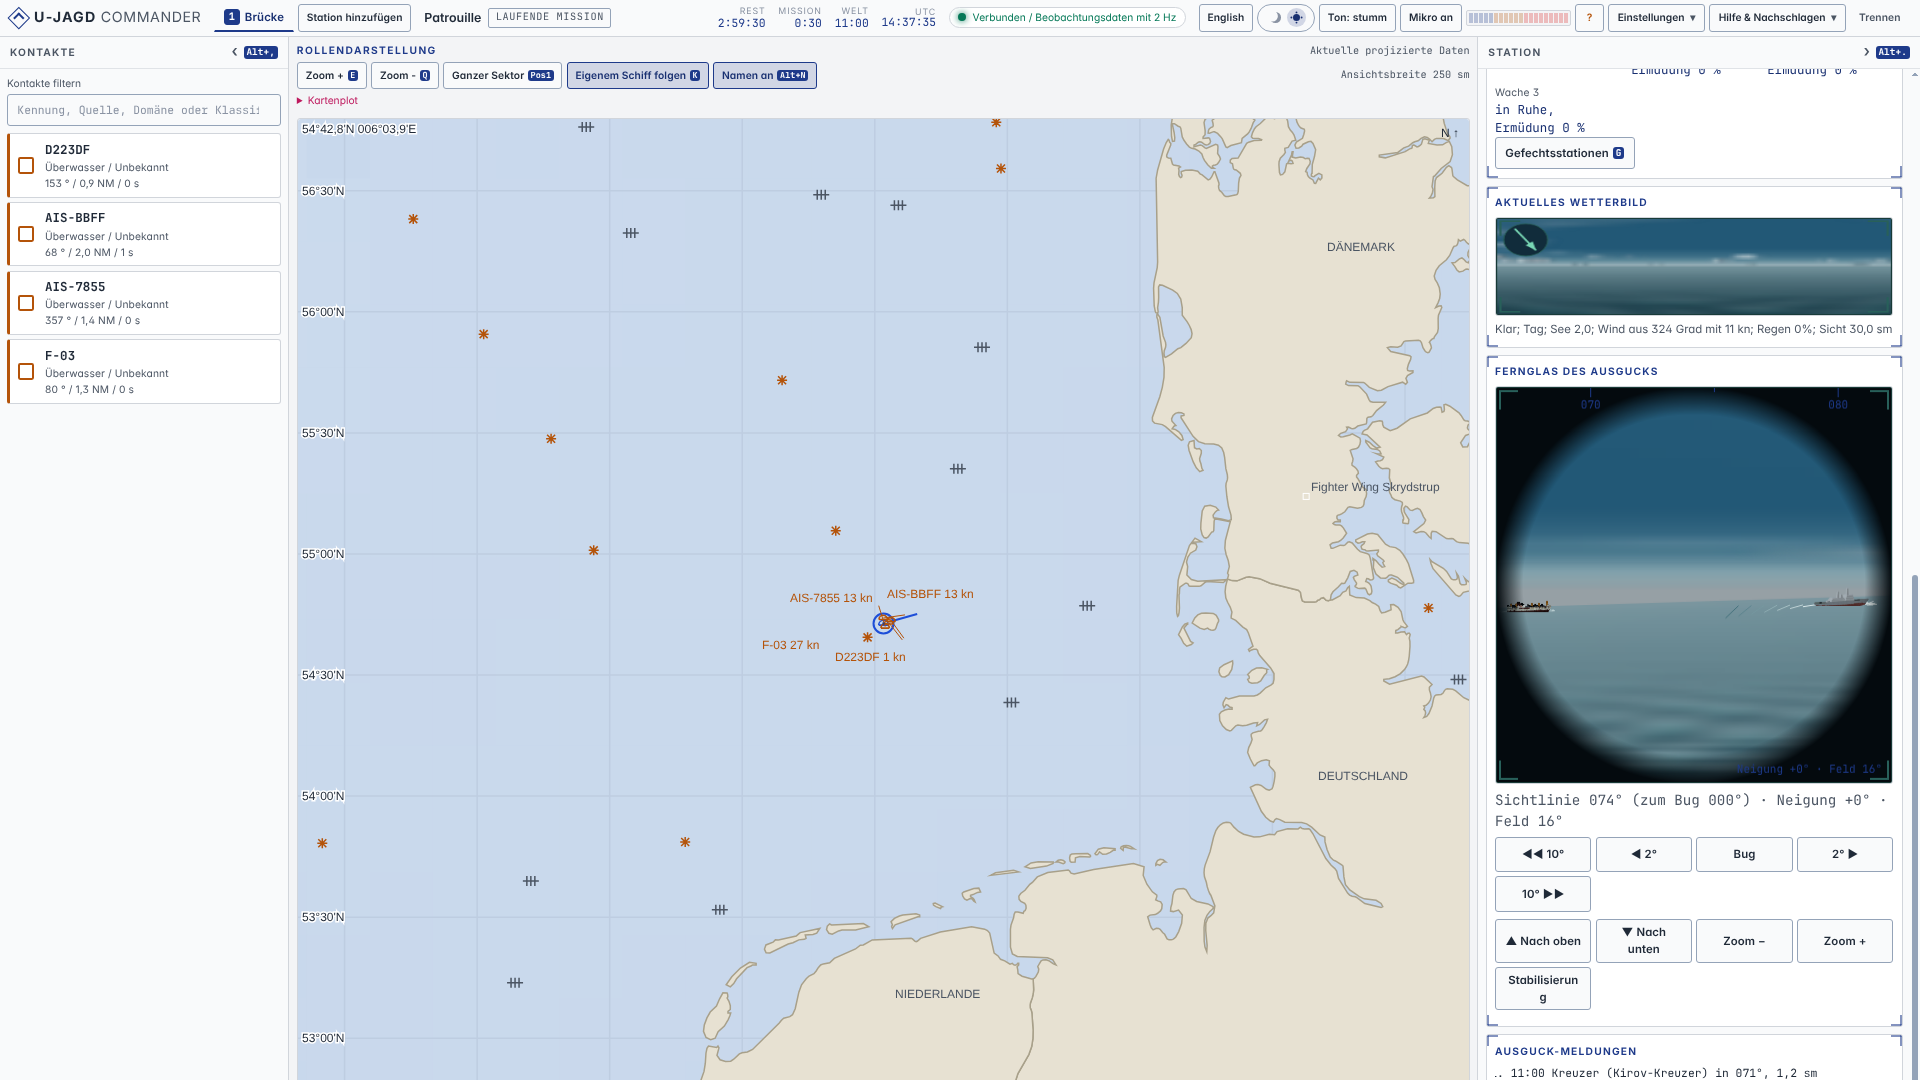 U-JAGD COMMANDER
1 Brücke
Station hinzufügen
Patrouille
LAUFENDE MISSION
REST 2:59:30
MISSION 0:30
WELT 11:00
UTC 14:37:35
Verbunden / Beobachtungsdaten mit 2 Hz
English
Ton: stumm
Mikro an
?
Einstellungen ▾
Hilfe & Nachschlagen ▾
Trennen
KONTAKTE
Alt+,
Kontakte filtern
Kennung, Quelle, Domäne oder Klassi
D223DF
Überwasser / Unbekannt
153 ° / 0,9 NM / 0 s
AIS-BBFF
Überwasser / Unbekannt
68 ° / 2,0 NM / 1 s
AIS-7855
Überwasser / Unbekannt
357 ° / 1,4 NM / 0 s
F-03
Überwasser / Unbekannt
80 ° / 1,3 NM / 0 s
ROLLENDARSTELLUNG
Aktuelle projizierte Daten
Zoom + E
Zoom - Q
Ganzer Sektor Pos1
Eigenem Schiff folgen K
Namen an Alt+N
Ansichtsbreite 250 sm
Kartenplot
54°42,8'N 006°03,9'E
N ↑
56°30'N
DÄNEMARK
56°00'N
55°30'N
Fighter Wing Skrydstrup
55°00'N
AIS-7855 13 kn
AIS-BBFF 13 kn
F-03 27 kn
D223DF 1 kn
54°30'N
DEUTSCHLAND
54°00'N
53°30'N
NIEDERLANDE
53°00'N
STATION
Alt+.
Ermüdung 0 %
Ermüdung 0 %
Wache 3
in Ruhe,
Ermüdung 0 %
Gefechtsstationen G
AKTUELLES WETTERBILD
Klar; Tag; See 2,0; Wind aus 324 Grad mit 11 kn; Regen 0%; Sicht 30,0 sm
FERNGLAS DES AUSGUCKS
070
080
Neigung +0° · Feld 16°
Sichtlinie 074° (zum Bug 000°) · Neigung +0° ·
Feld 16°
◀◀ 10°
◀ 2°
Bug
2° ▶
10° ▶▶
▲ Nach oben
▼ Nach
unten
Zoom −
Zoom +
Stabilisierun
g
AUSGUCK-MELDUNGEN
11:00 Kreuzer (Kirov-Kreuzer) in 071°, 1,2 sm